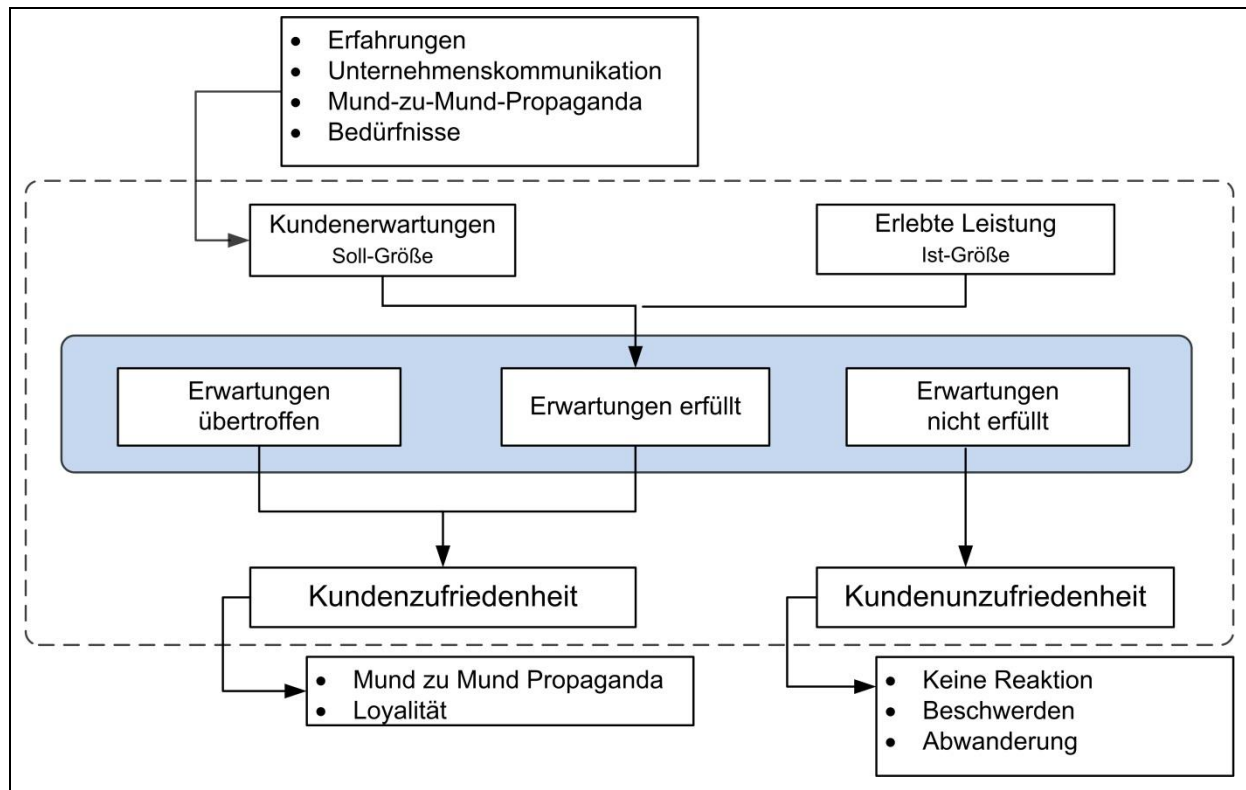 • Erfahrungen
• Unternehmenskommunikation
• Mund-zu-Mund-Propaganda
• Bedürfnisse
Kundenerwartungen
Soll-Größe
Erlebte Leistung
Ist-Größe
Erwartungen
übertroffen
Erwartungen erfüllt
Erwartungen
nicht erfüllt
Kundenzufriedenheit
Kundenunzufriedenheit
• Mund zu Mund Propaganda
• Loyalität
• Keine Reaktion
• Beschwerden
• Abwanderung